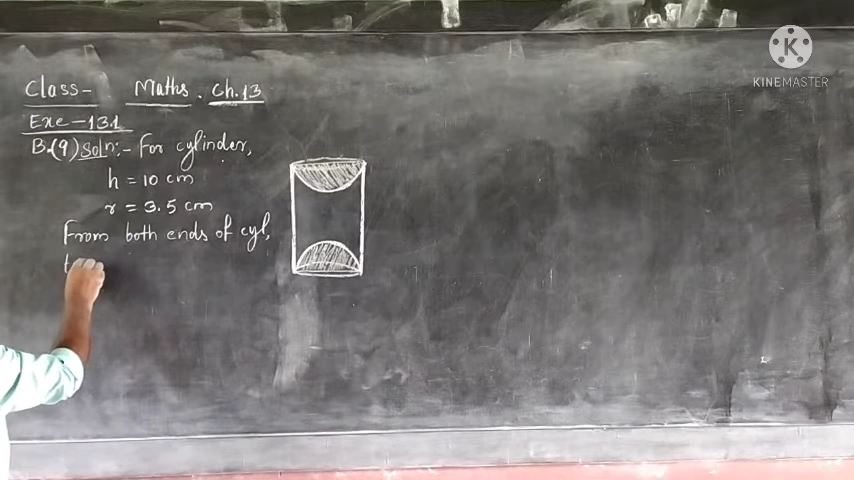 Class- Maths. Ch.13
Exe-13.1
B.(9) Soln:- For cylinder,
h = 10 cm
r = 3.5 cm
From both ends of cyl,
K
KINEMASTER